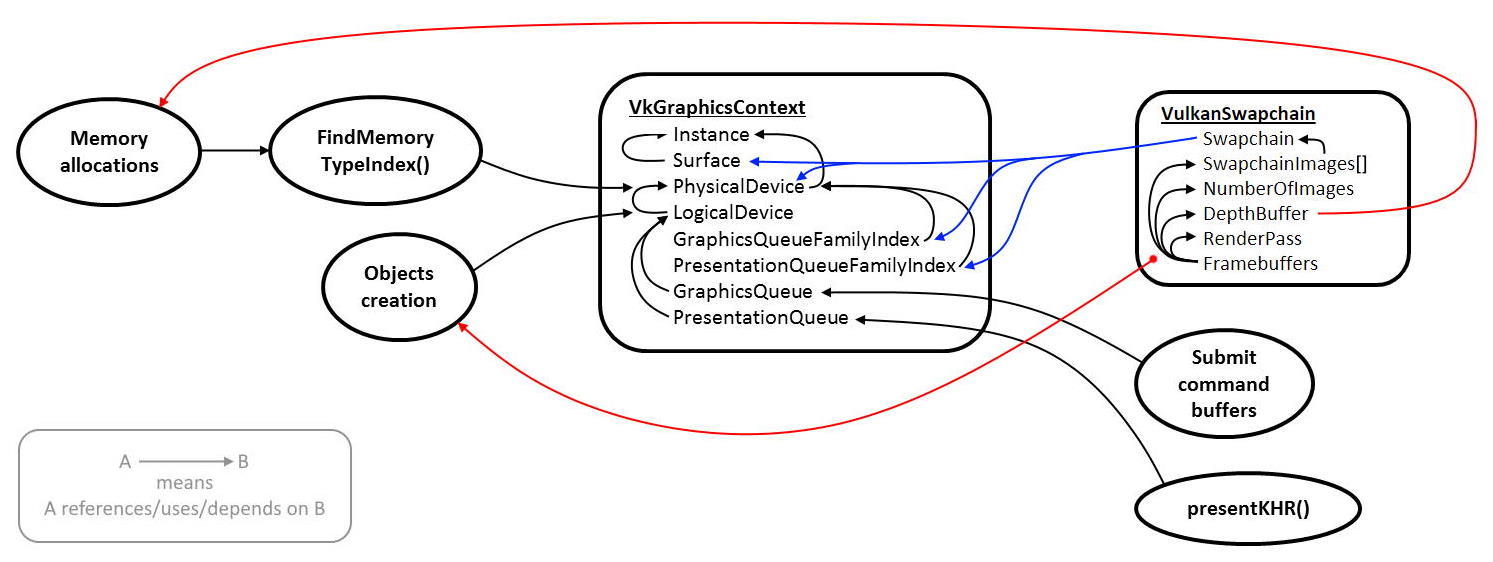 Memory
allocations
FindMemory
TypeIndex()
Objects
creation
VkGraphicsContext
Instance
Surface
PhysicalDevice
LogicalDevice
GraphicsQueueFamilyIndex
PresentationQueueFamilyIndex
GraphicsQueue
PresentationQueue
VulkanSwapchain
Swapchain
SwapchainImages[]
NumberOfImages
DepthBuffer
RenderPass
Framebuffers
Submit
command
buffers
presentKHR()
A B
means
A references/uses/depends on B